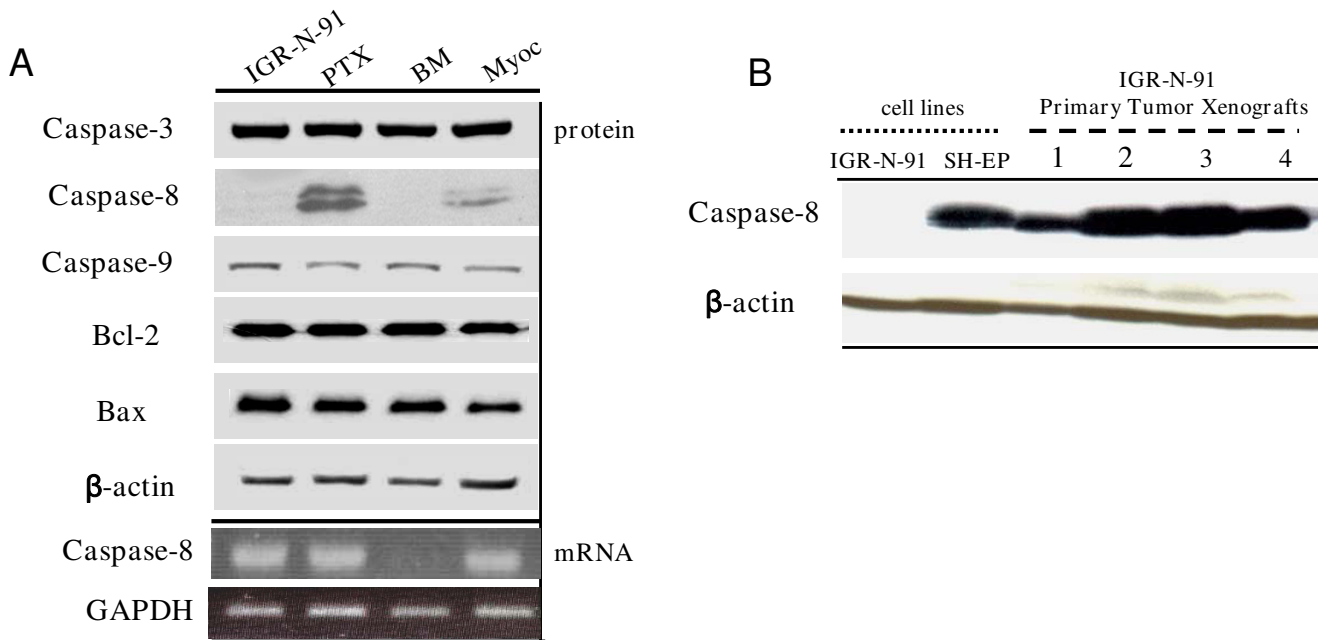 A
IGR-N-91 PTX BM Myoc
Caspase-3 protein
Caspase-8
Caspase-9
Bcl-2
Bax
β-actin
Caspase-8 mRNA
GAPDH
B
IGR-N-91
cell lines Primary Tumor Xenografts
IGR-N-91 SH-EP 1 2 3 4
Caspase-8
β-actin